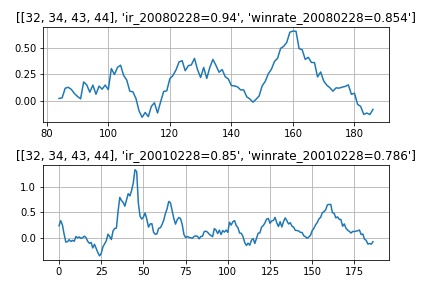 [[32, 34, 43, 44], 'ir_20080228=0.94', 'winrate_20080228=0.854']
0.50
0.25
0.00
80 100 120 140 160 180
[[32, 34, 43, 44], 'ir_20010228=0.85', 'winrate_20010228=0.786']
1.0
0.5
0.0
0 25 50 75 100 125 150 175